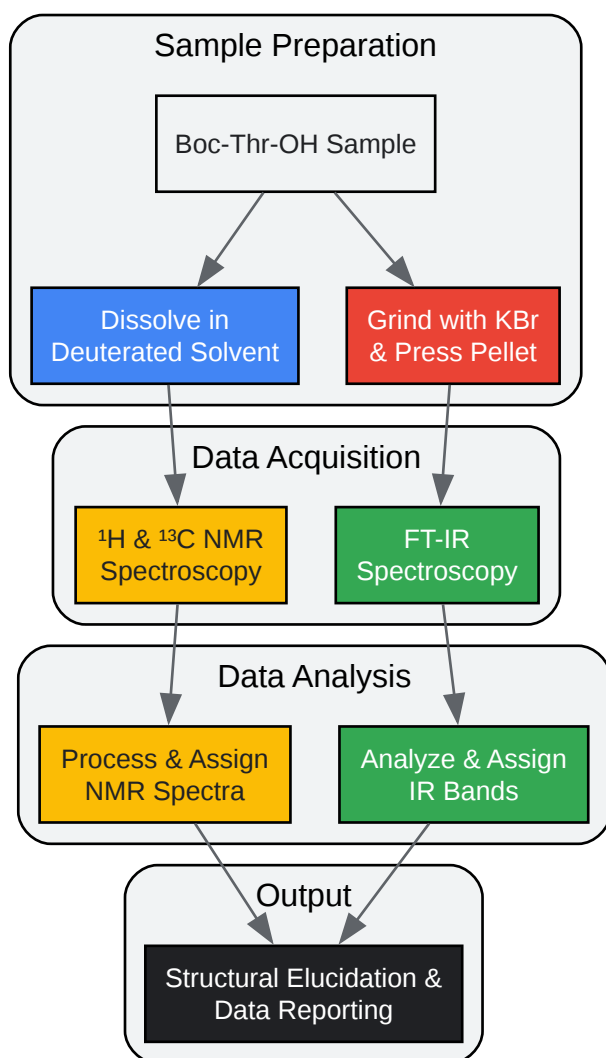 Sample Preparation
Boc-Thr-OH Sample
Dissolve in
Deuterated Solvent
Grind with KBr
& Press Pellet
Data Acquisition
¹H & ¹³C NMR
Spectroscopy
FT-IR
Spectroscopy
Data Analysis
Process & Assign
NMR Spectra
Analyze & Assign
IR Bands
Output
Structural Elucidation &
Data Reporting